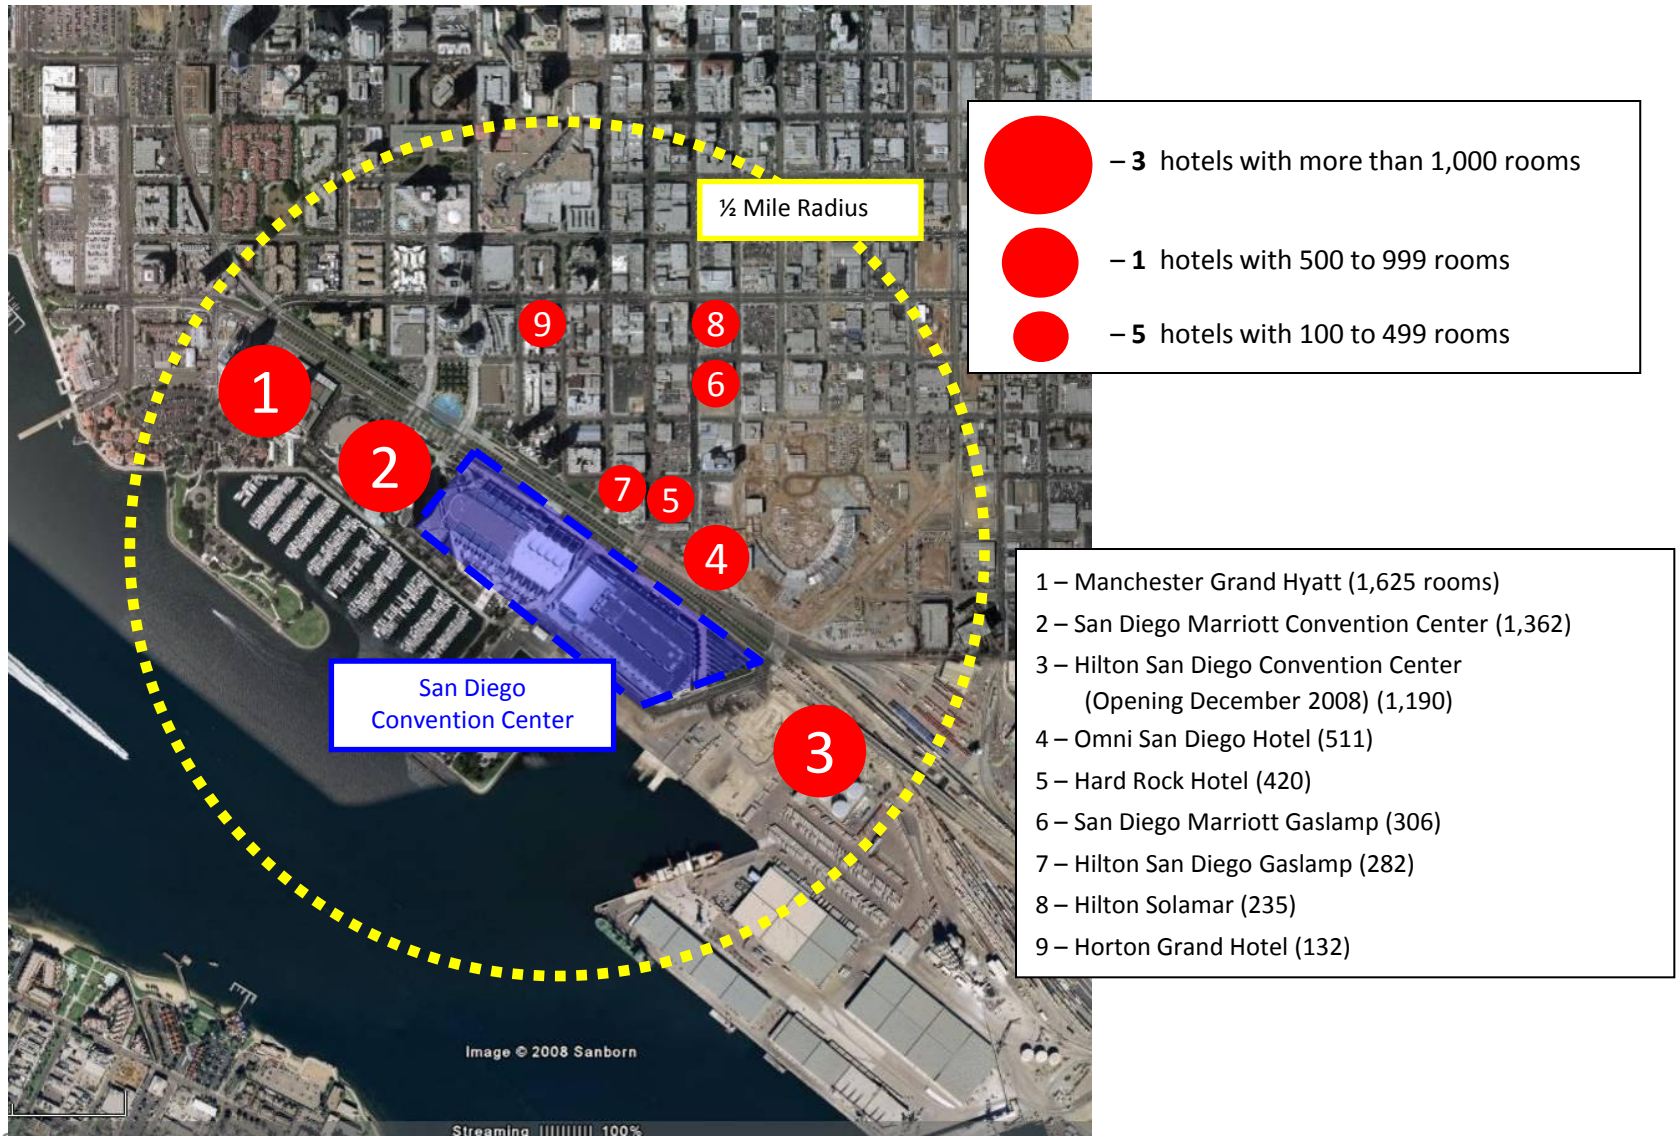 ½ Mile Radius
– 3 hotels with more than 1,000 rooms
– 1 hotels with 500 to 999 rooms
– 5 hotels with 100 to 499 rooms
9
8
6
1
2
7
5
4
3
San Diego
Convention Center
1 – Manchester Grand Hyatt (1,625 rooms)
2 – San Diego Marriott Convention Center (1,362)
3 – Hilton San Diego Convention Center
(Opening December 2008) (1,190)
4 – Omni San Diego Hotel (511)
5 – Hard Rock Hotel (420)
6 – San Diego Marriott Gaslamp (306)
7 – Hilton San Diego Gaslamp (282)
8 – Hilton Solamar (235)
9 – Horton Grand Hotel (132)
Image © 2008 Sanborn
Streaming |||||||||| 100%